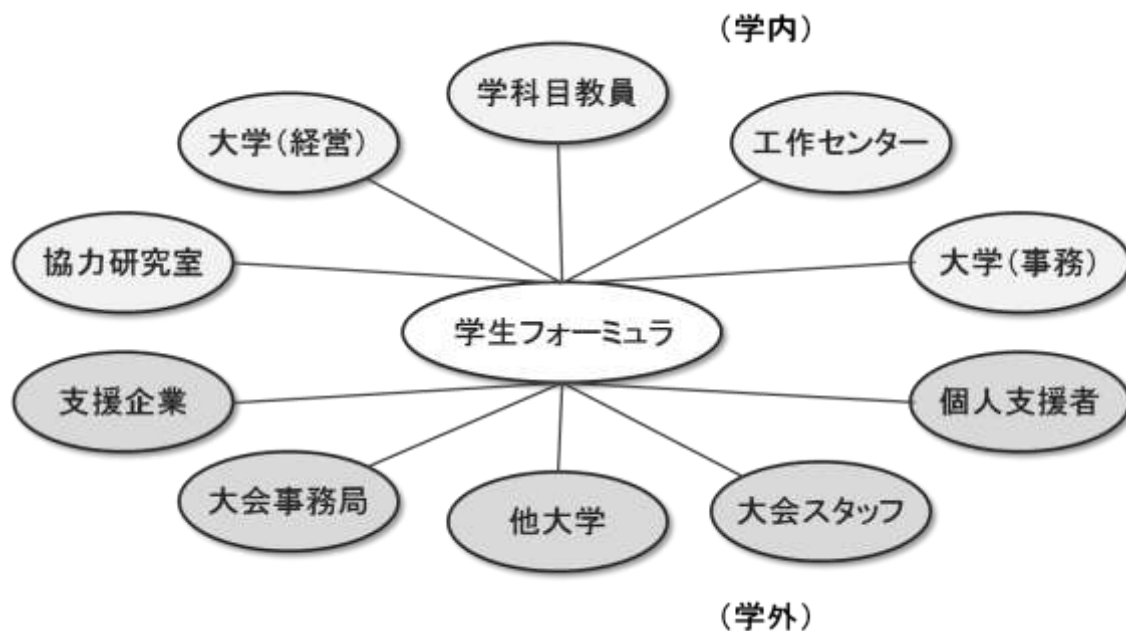 (学内)
学科目教員
大学(経営)
工作センター
協力研究室
大学(事務)
学生フォーミュラ
支援企業
個人支援者
大会事務局
他大学
大会スタッフ
(学外)